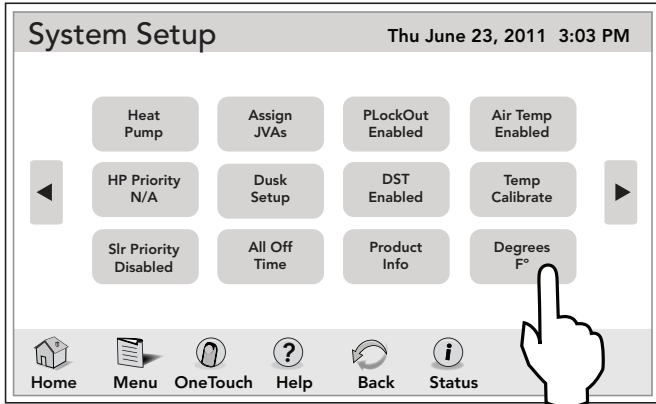 System Setup
Thu June 23, 2011 3:03 PM
Heat
Pump
Assign
JVAs
PLockOut
Enabled
Air Temp
Enabled
HP Priority
N/A
Dusk
Setup
DST
Enabled
Temp
Calibrate
Slr Priority
Disabled
All Off
Time
Product
Info
Degrees
F°
?
i
Home
Menu
OneTouch
Help
Back
Status